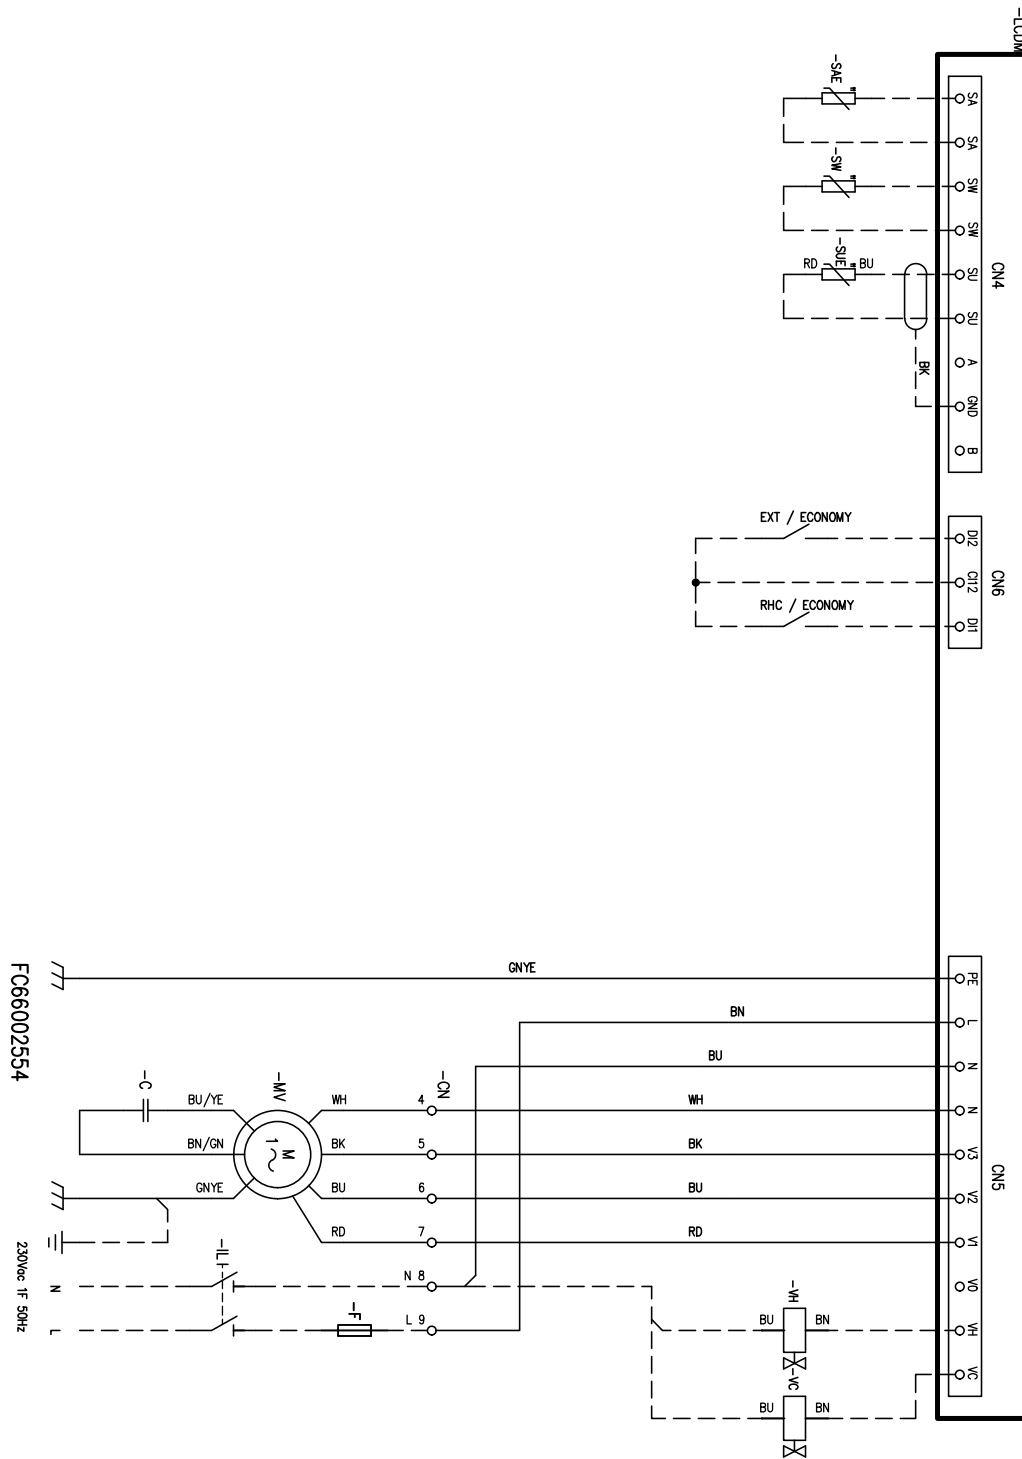 -LCDM
-SAE
SA
SA
-SW
SW
SW
-SUE
RD
BU
SU
SU
CN4
A
BK
GND
B
EXT / ECONOMY
DI2
CI12
CN6
RHC / ECONOMY
DI1
GNYE
PE
BN
L
BU
N
-C
BU/YE
-MV
WH
4
-CN
WH
N
BN/GN
M
1
BK
5
BK
V3
GNYE
BU
6
BU
V2
CN5
RD
7
RD
V1
-IL
N 8
V0
N
-F
L 9
-VH
BU
BN
VH
L
-VC
BU
BN
VC
230Vac 1F 50Hz
FC66002554